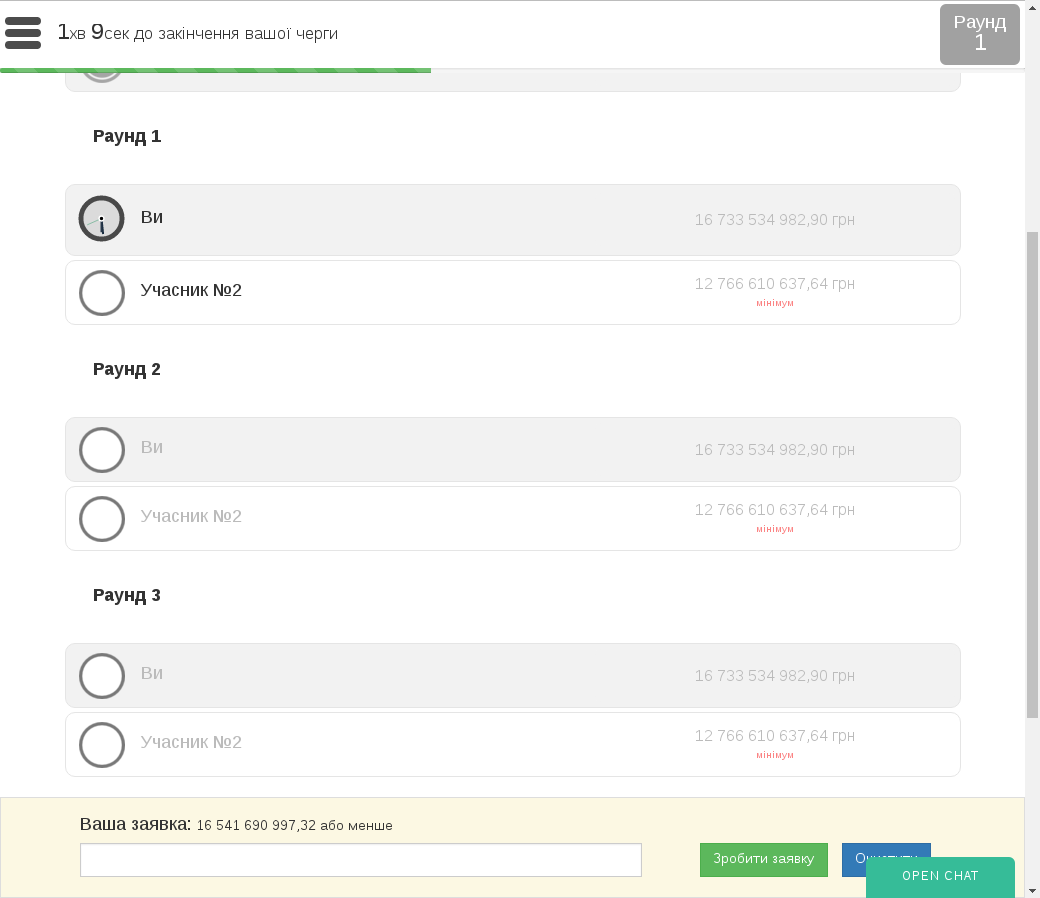 1хв 9сек до закінчення вашої черги
Раунд
1
Раунд 1
Ви
16 733 534 982,90 грн
Учасник №2
12 766 610 637,64 грн
мінімум
Раунд 2
Ви
16 733 534 982,90 грн
Учасник №2
12 766 610 637,64 грн
мінімум
Раунд 3
Ви
16 733 534 982,90 грн
Учасник №2
12 766 610 637,64 грн
мінімум
Ваша заявка: 16 541 690 997,32 або менше
Зробити заявку
OPEN CHAT